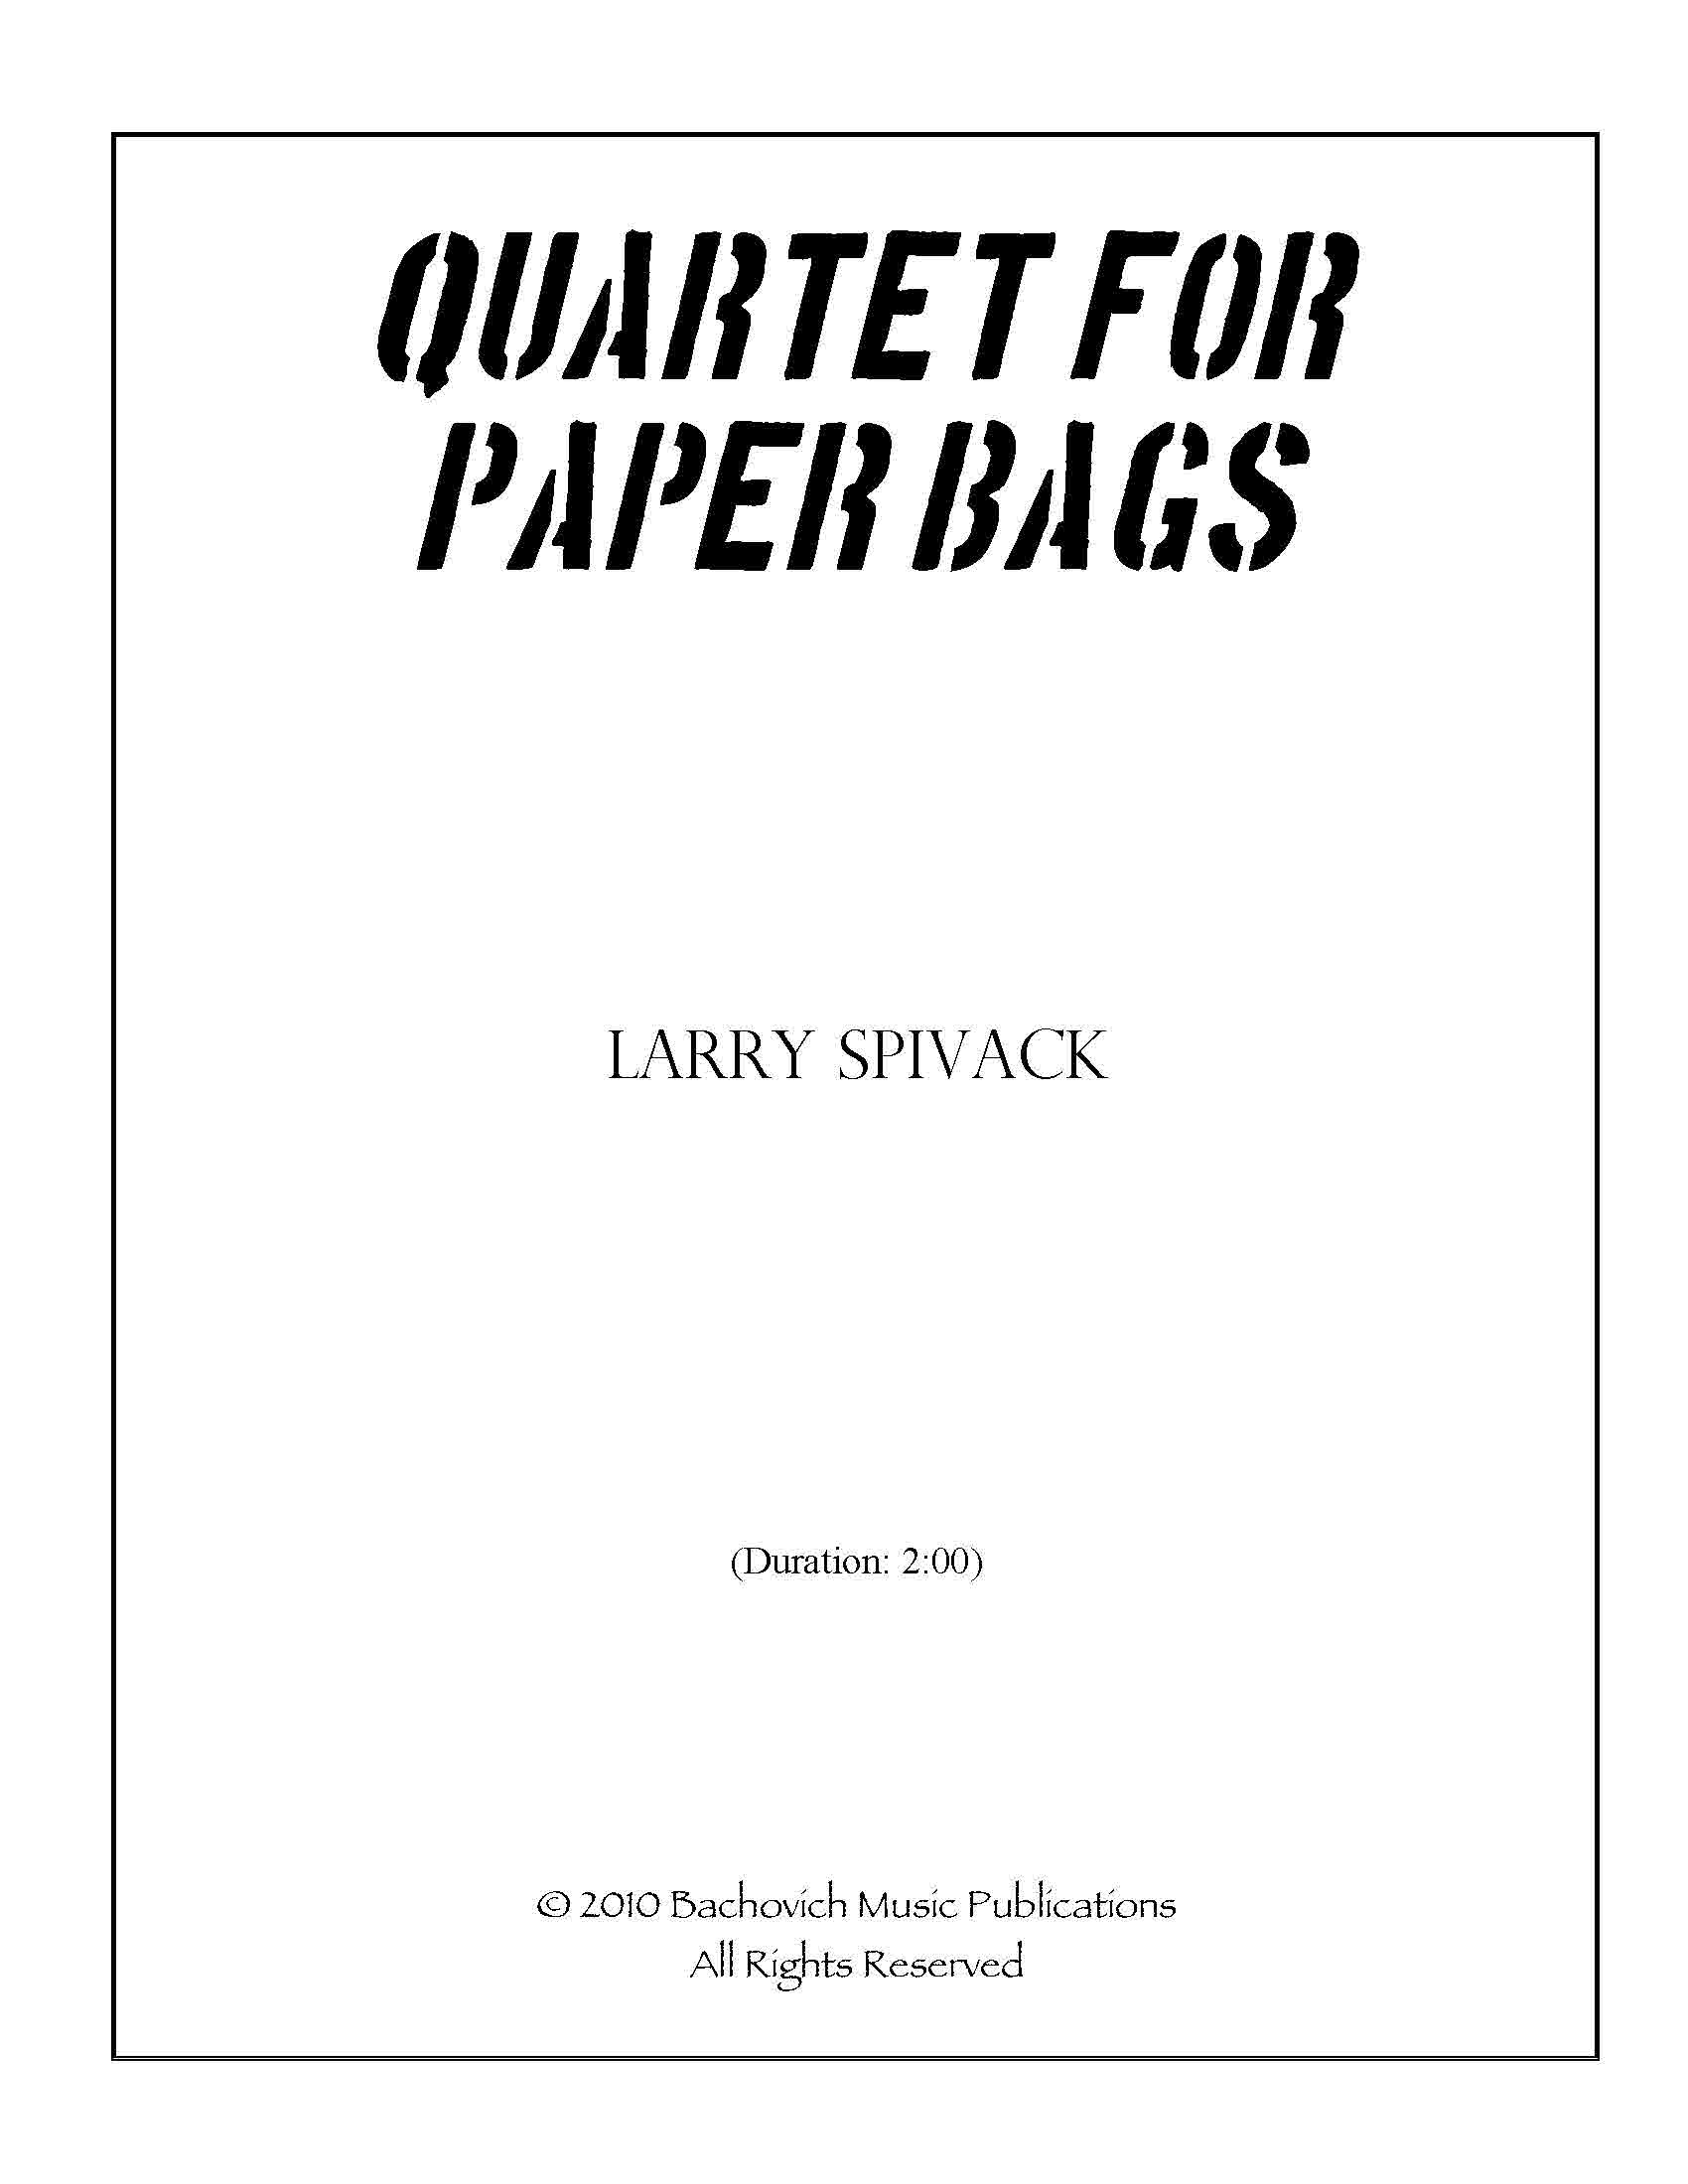 QUARTET FOR
PAPER BAGS
LARRY SPIVACK
(Duration: 2:00)
© 2010 Bachovich Music Publications
All Rights Reserved